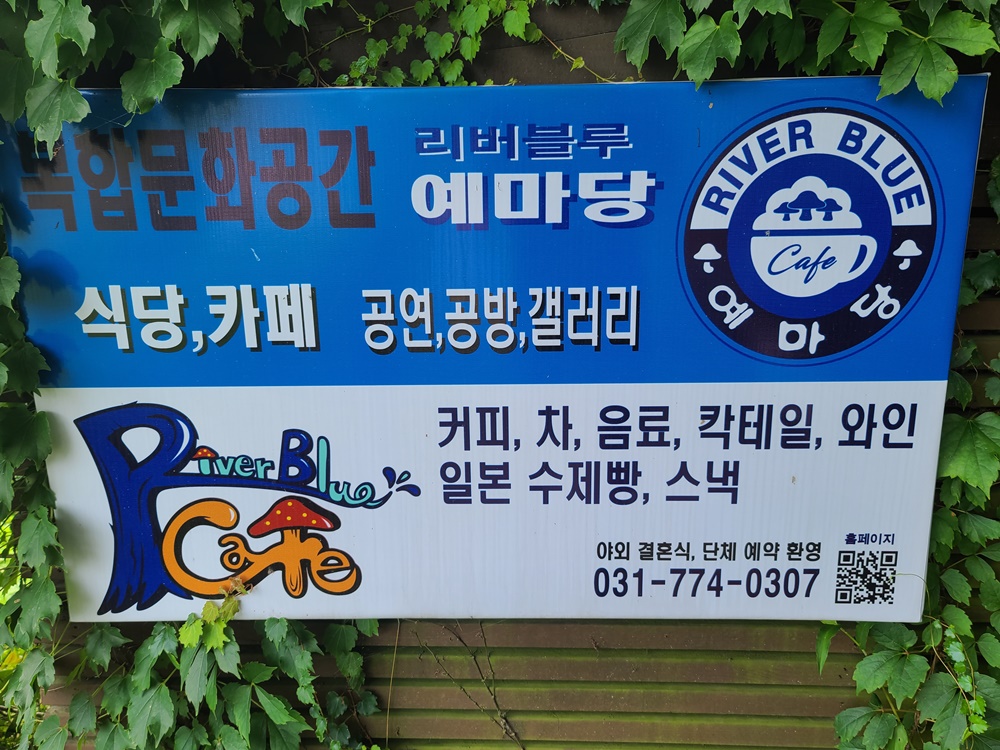 복합문화공간
리버블루
예마당
식당,카페
공연,공방,갤러리
RIVER BLUE
Cafe
예마당
River Blue
Cafe
커피, 차, 음료, 칵테일, 와인
일본 수제빵, 스낵
야외 결혼식, 단체 예약 환영
031-774-0307
홈페이지